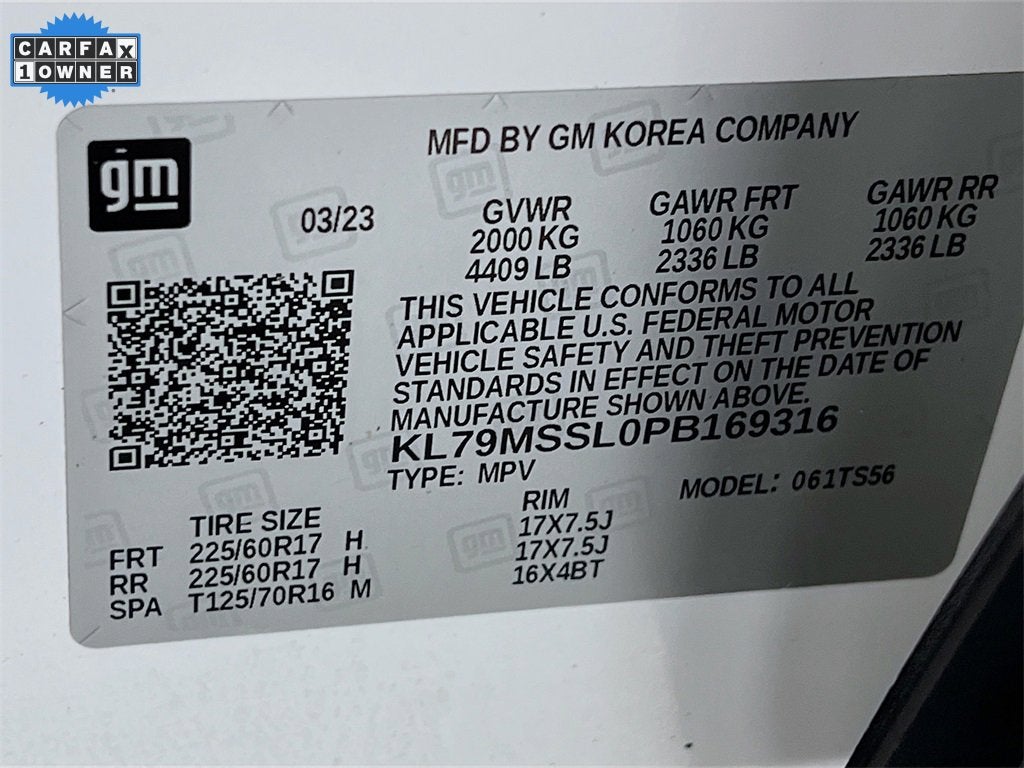 CARFAX
1 OWNER
gm
MFD BY GM KOREA COMPANY
03/23
GVWR
2000 KG
4409 LB
GAWR FRT
1060 KG
2336 LB
GAWR RR
1060 KG
2336 LB
THIS VEHICLE CONFORMS TO ALL
APPLICABLE U.S. FEDERAL MOTOR
VEHICLE SAFETY AND THEFT PREVENTION
STANDARDS IN EFFECT ON THE DATE OF
MANUFACTURE SHOWN ABOVE.
KL79MSSL0PB169316
TYPE: MPV
MODEL: 061TS56
TIRE SIZE RIM
FRT 225/60R17 H 17X7.5J
RR 225/60R17 H 17X7.5J
SPA T125/70R16 M 16X4BT